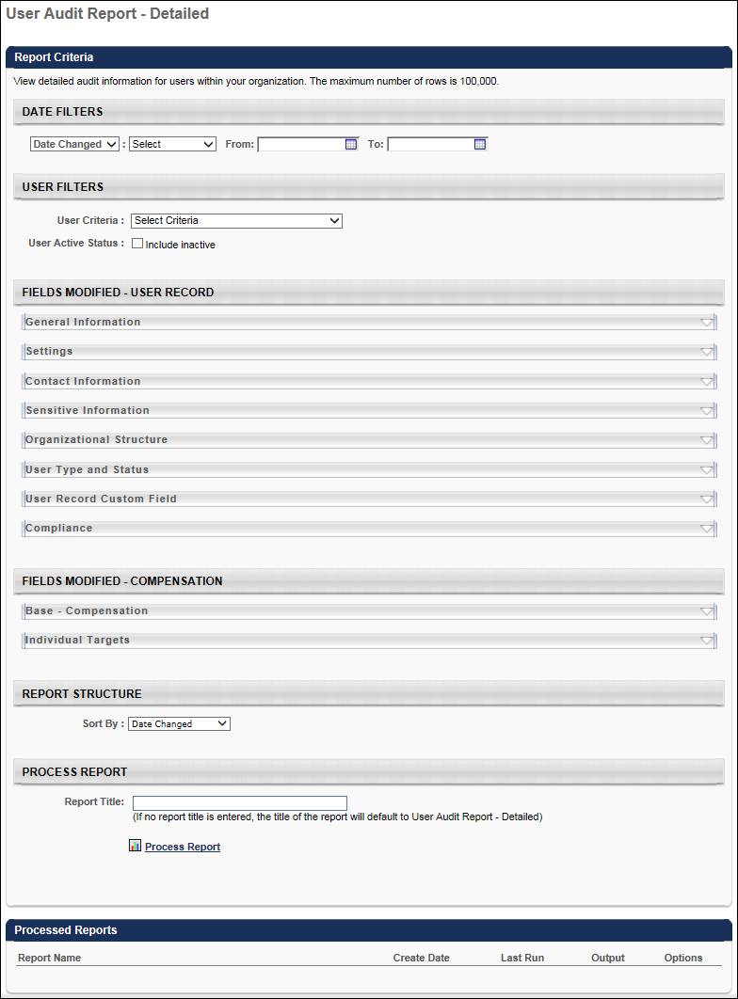 User Audit Report - Detailed
Report Criteria
View detailed audit information for users within your organization. The maximum number of rows is 100,000.
DATE FILTERS
Date Changed : Select From: To:
USER FILTERS
User Criteria : Select Criteria
User Active Status : Include inactive
FIELDS MODIFIED - USER RECORD
General Information
Settings
Contact Information
Sensitive Information
Organizational Structure
User Type and Status
User Record Custom Field
Compliance
FIELDS MODIFIED - COMPENSATION
Base - Compensation
Individual Targets
REPORT STRUCTURE
Sort By : Date Changed
PROCESS REPORT
Report Title:
(If no report title is entered, the title of the report will default to User Audit Report - Detailed)
Process Report
Processed Reports
Report Name Create Date Last Run Output Options